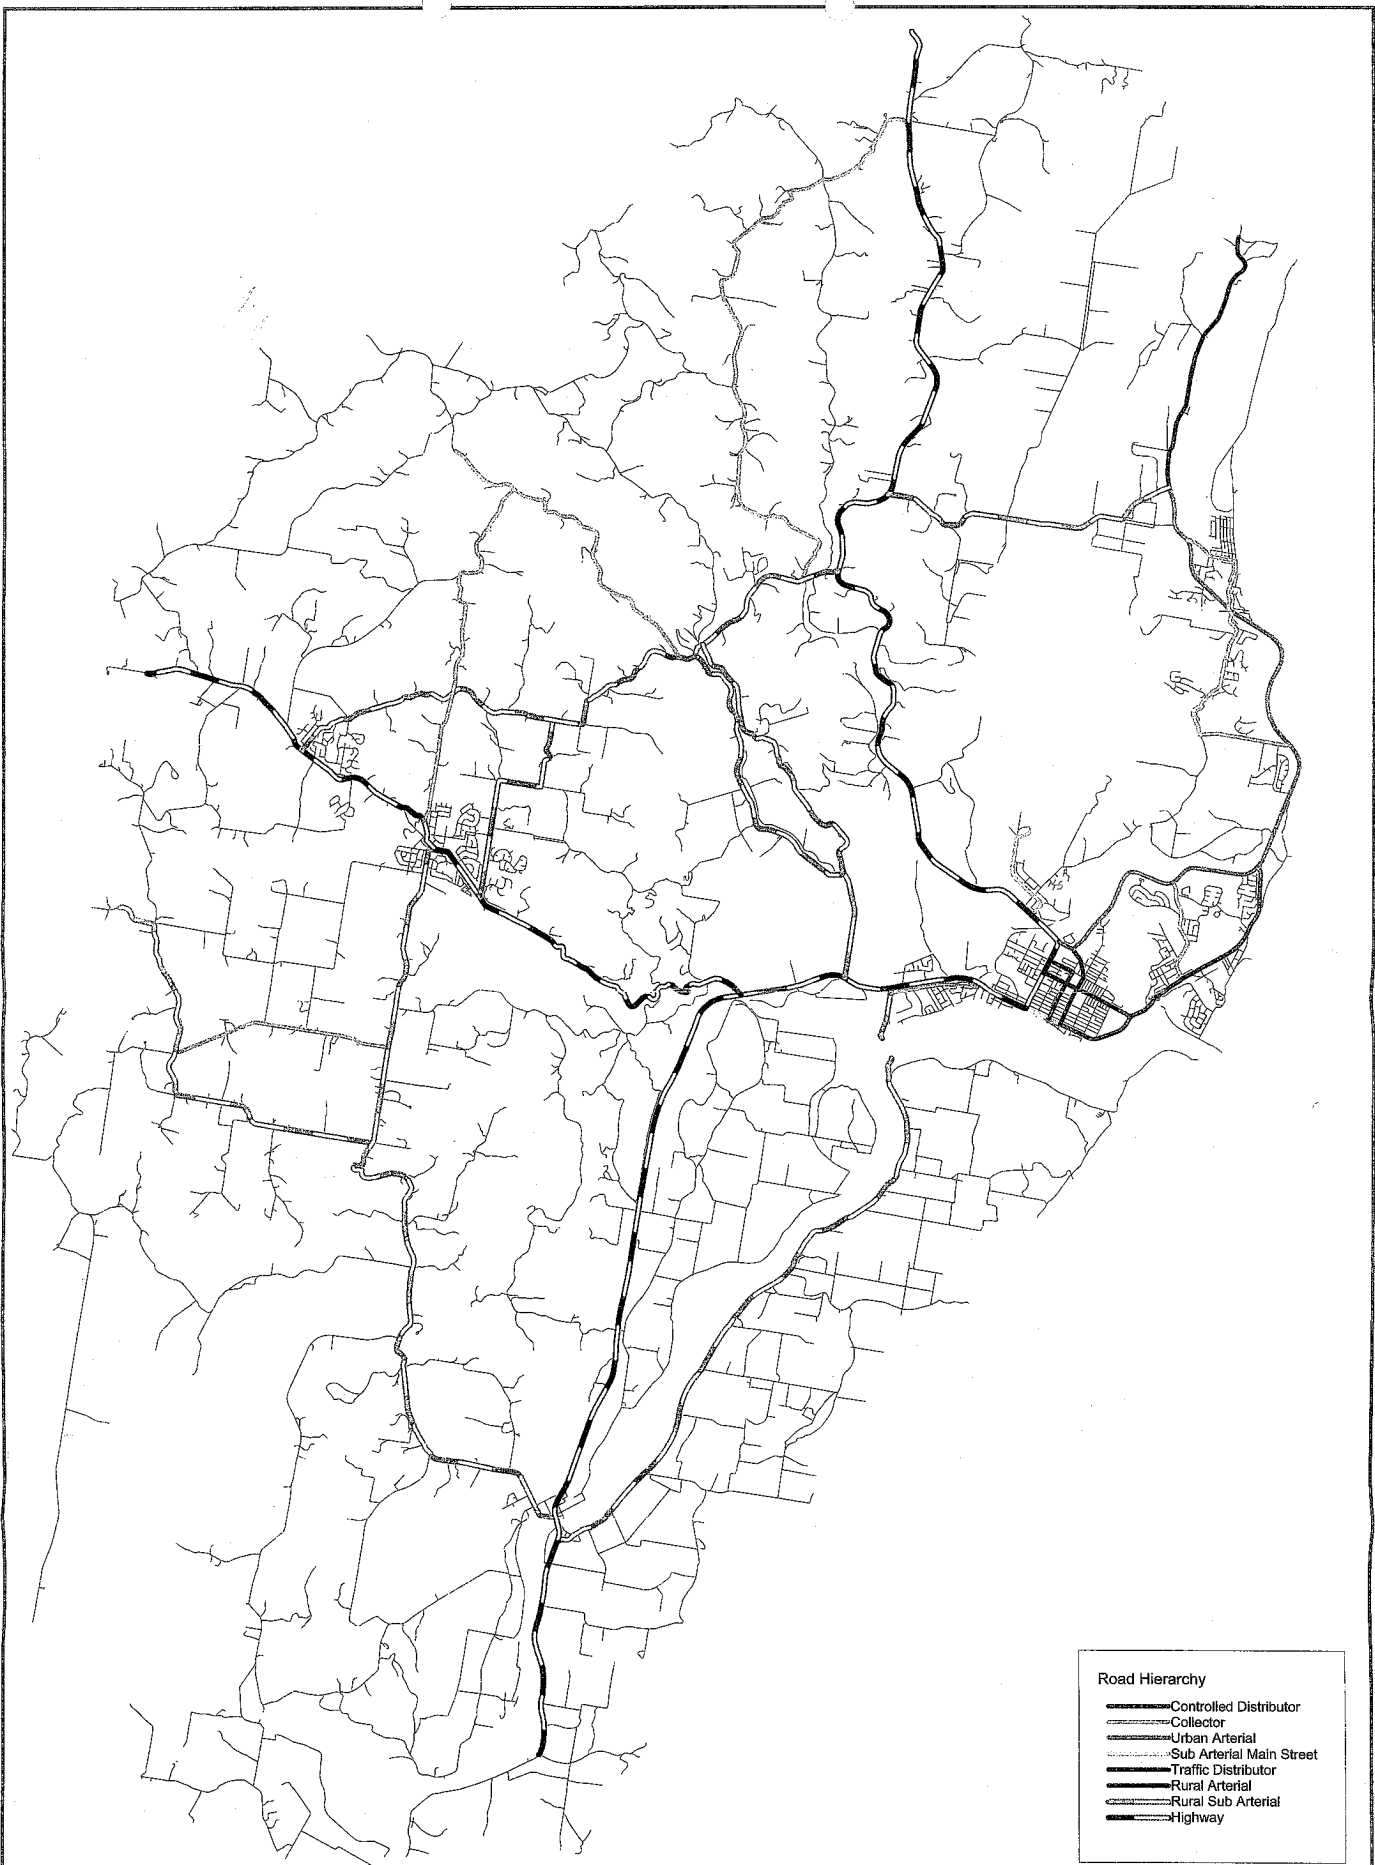 Road Hierarchy
Controlled Distributor
Collector
Urban Arterial
Sub Arterial Main Street
Traffic Distributor
Rural Arterial
Rural Sub Arterial
Highway